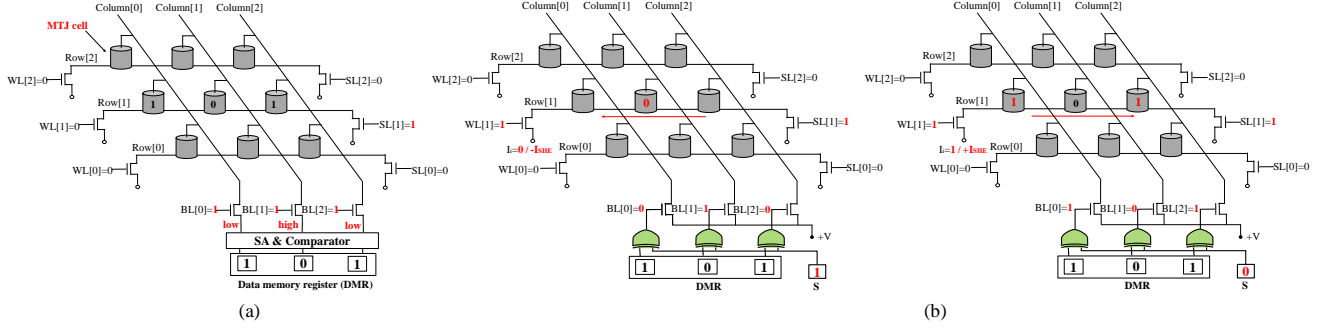 Column[0] Column[1] Column[2]
MTJ cell
Row[2]
WL[2]=0
SL[2]=0
Row[1]
1 0 1
WL[1]=0
SL[1]=1
Row[0]
WL[0]=0
SL[0]=0
BL[0]=1 BL[1]=1 BL[2]=1
low high low
SA & Comparator
1 0 1
Data memory register (DMR)
(a)
Column[0] Column[1] Column[2]
Row[2]
WL[2]=0
SL[2]=0
Row[1]
0
WL[1]=1
SL[1]=1
Iᵢ=0 / -ISHE
Row[0]
WL[0]=0
SL[0]=0
BL[0]=0 BL[1]=1 BL[2]=0
+V
1 0 1
1
DMR
S
Column[0] Column[1] Column[2]
Row[2]
WL[2]=0
SL[2]=0
Row[1]
1 0 1
WL[1]=1
SL[1]=1
Iᵢ=1 / +ISHE
Row[0]
WL[0]=0
SL[0]=0
BL[0]=1 BL[1]=0 BL[2]=1
+V
1 0 1
0
DMR
S
(b)